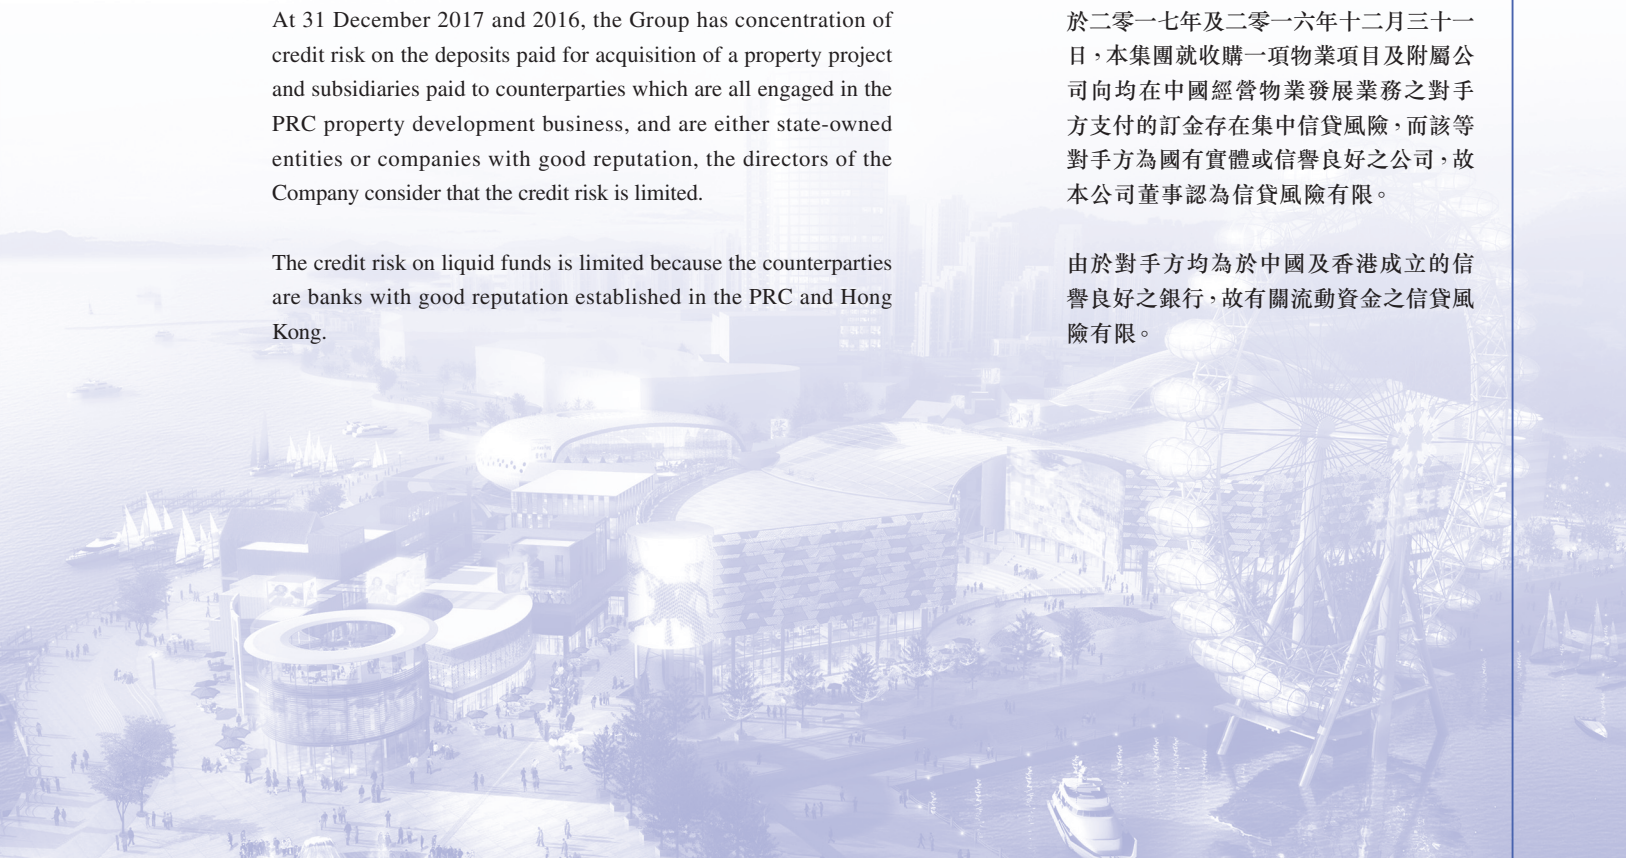 At 31 December 2017 and 2016, the Group has concentration of
credit risk on the deposits paid for acquisition of a property project
and subsidiaries paid to counterparties which are all engaged in the
PRC property development business, and are either state-owned
entities or companies with good reputation, the directors of the
Company consider that the credit risk is limited.
The credit risk on liquid funds is limited because the counterparties
are banks with good reputation established in the PRC and Hong
Kong.
於二零一七年及二零一六年十二月三十一
日，本集團就收購一項物業項目及附屬公
司向均在中國經營物業發展業務之對手
方支付的訂金存在集中信貸風險，而該等
對手方為國有實體或信譽良好之公司，故
本公司董事認為信貸風險有限。
由於對手方均為於中國及香港成立的信
譽良好之銀行，故有關流動資金之信貸風
險有限。